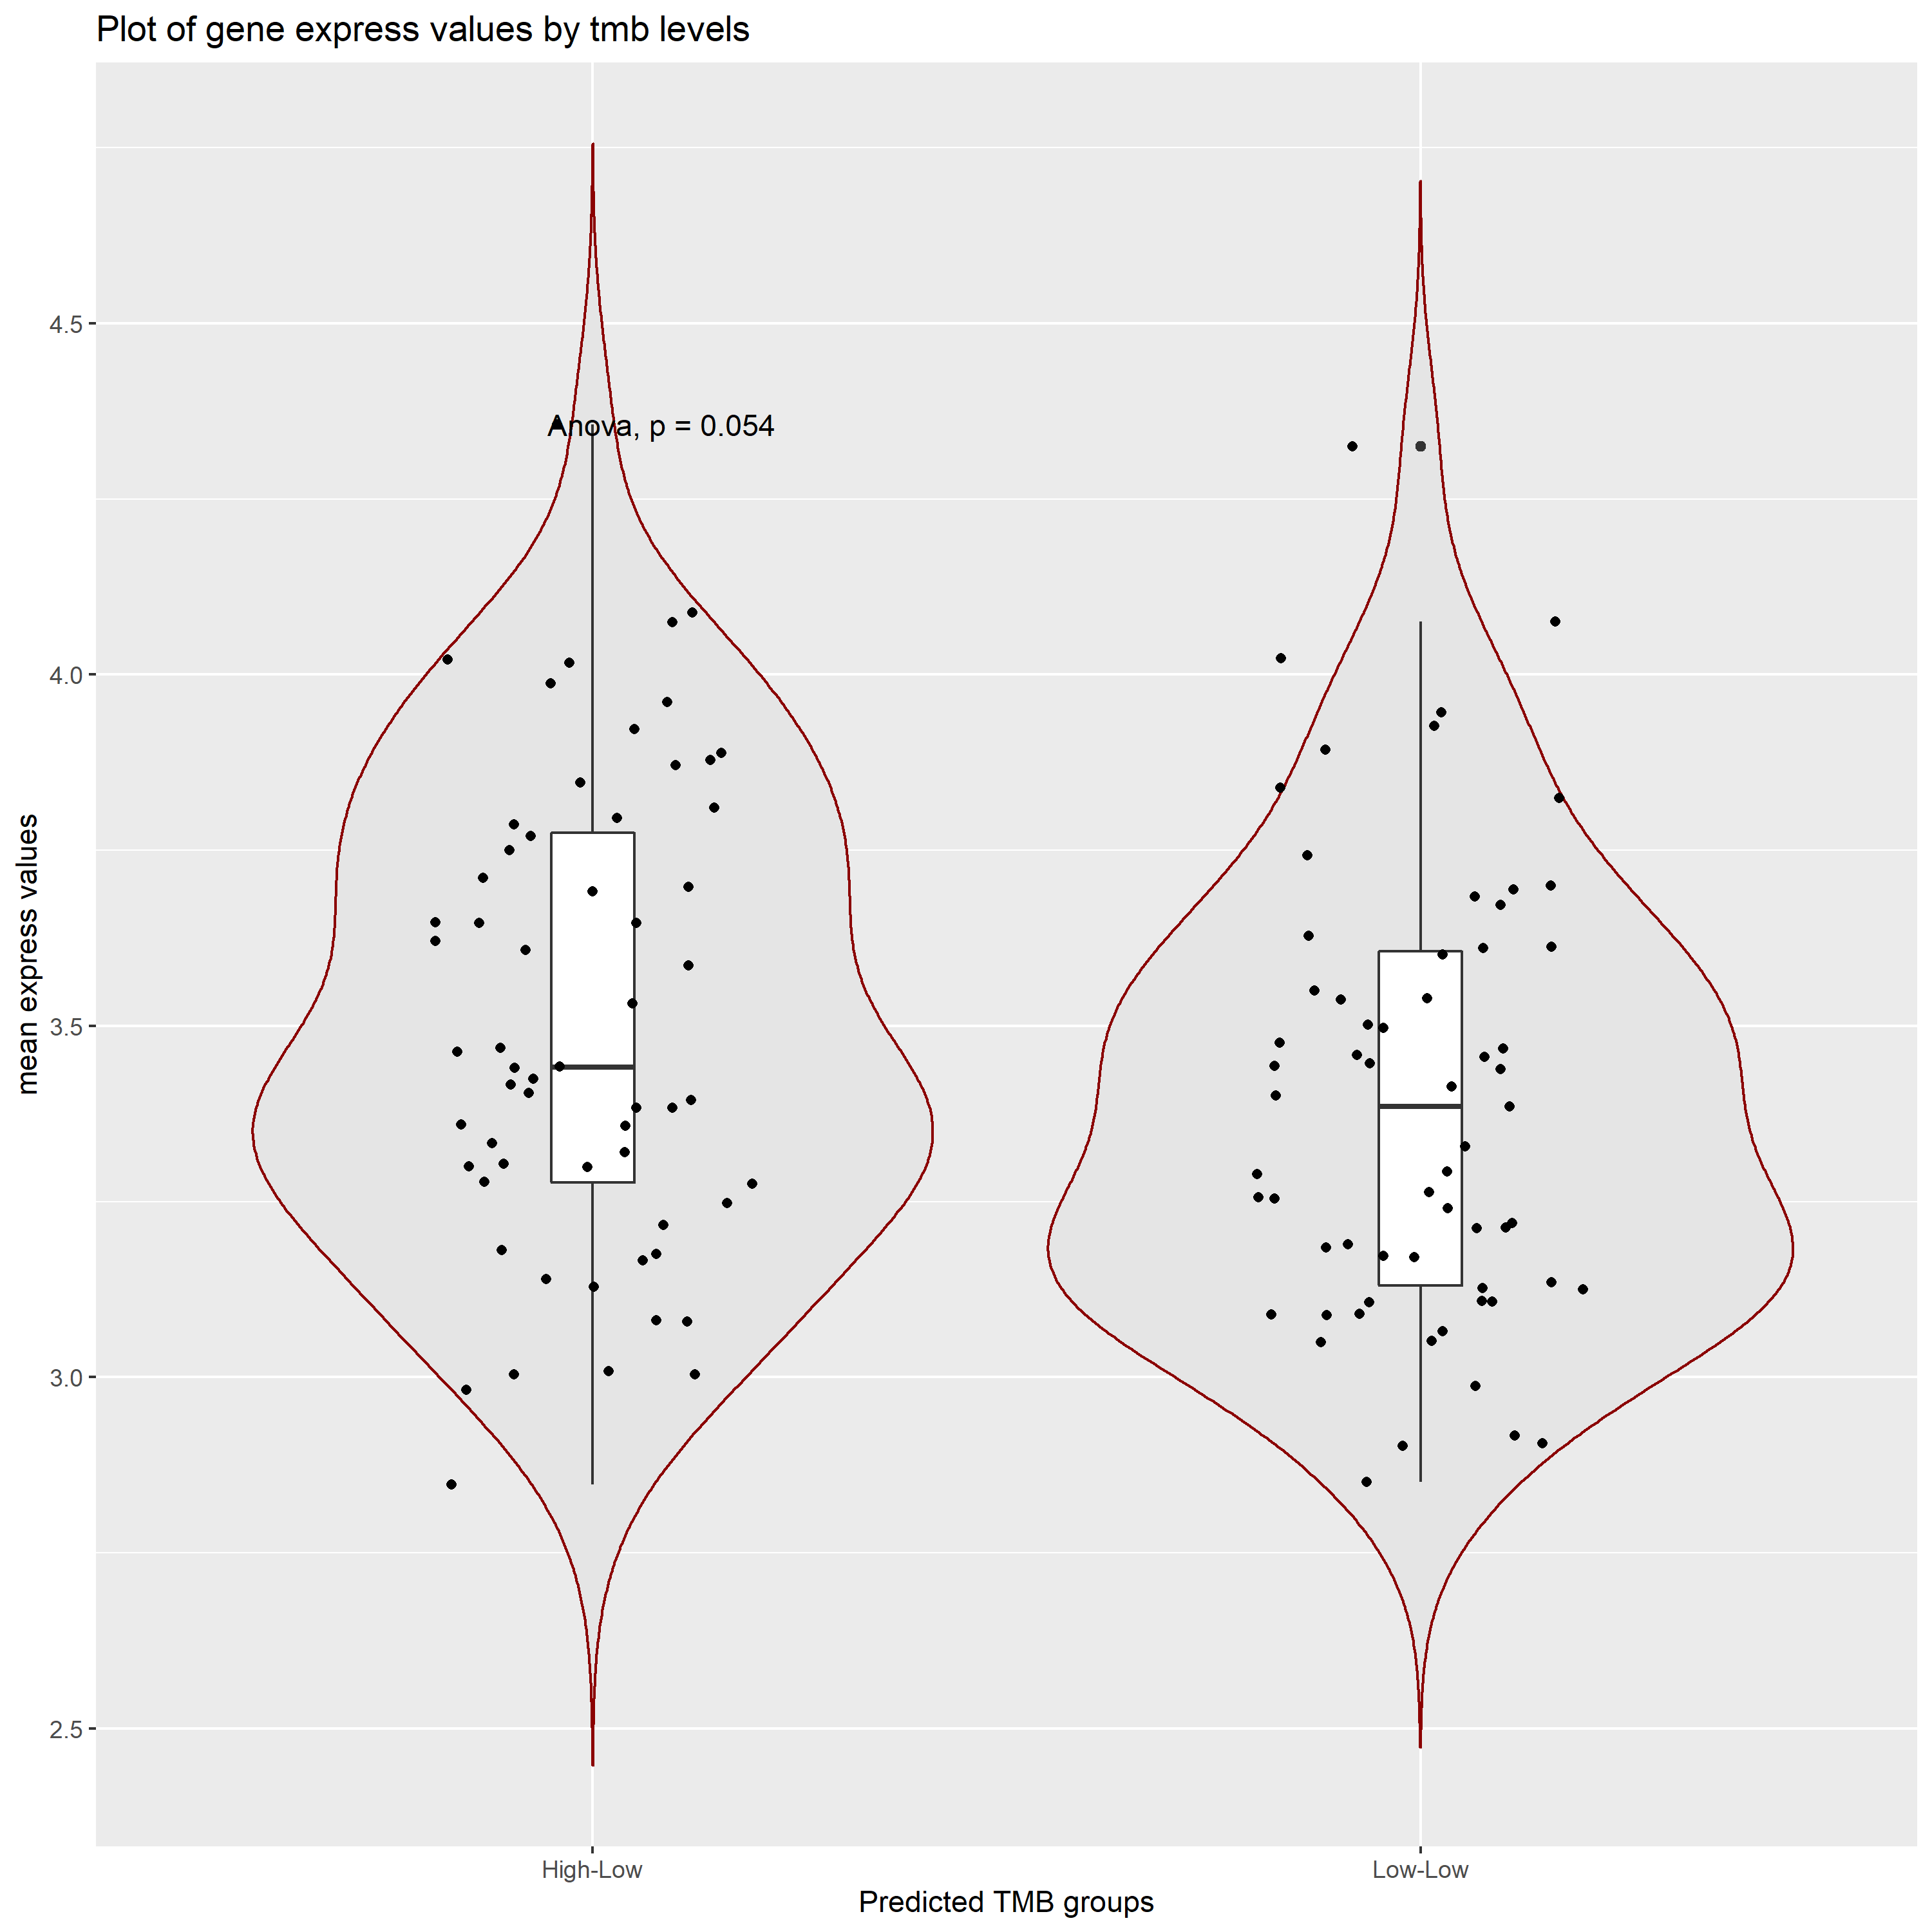 Plot of gene express values by tmb levels
Anova, p = 0.054
mean express values
4.5
4.0
3.5
3.0
2.5
High-Low
Low-Low
Predicted TMB groups